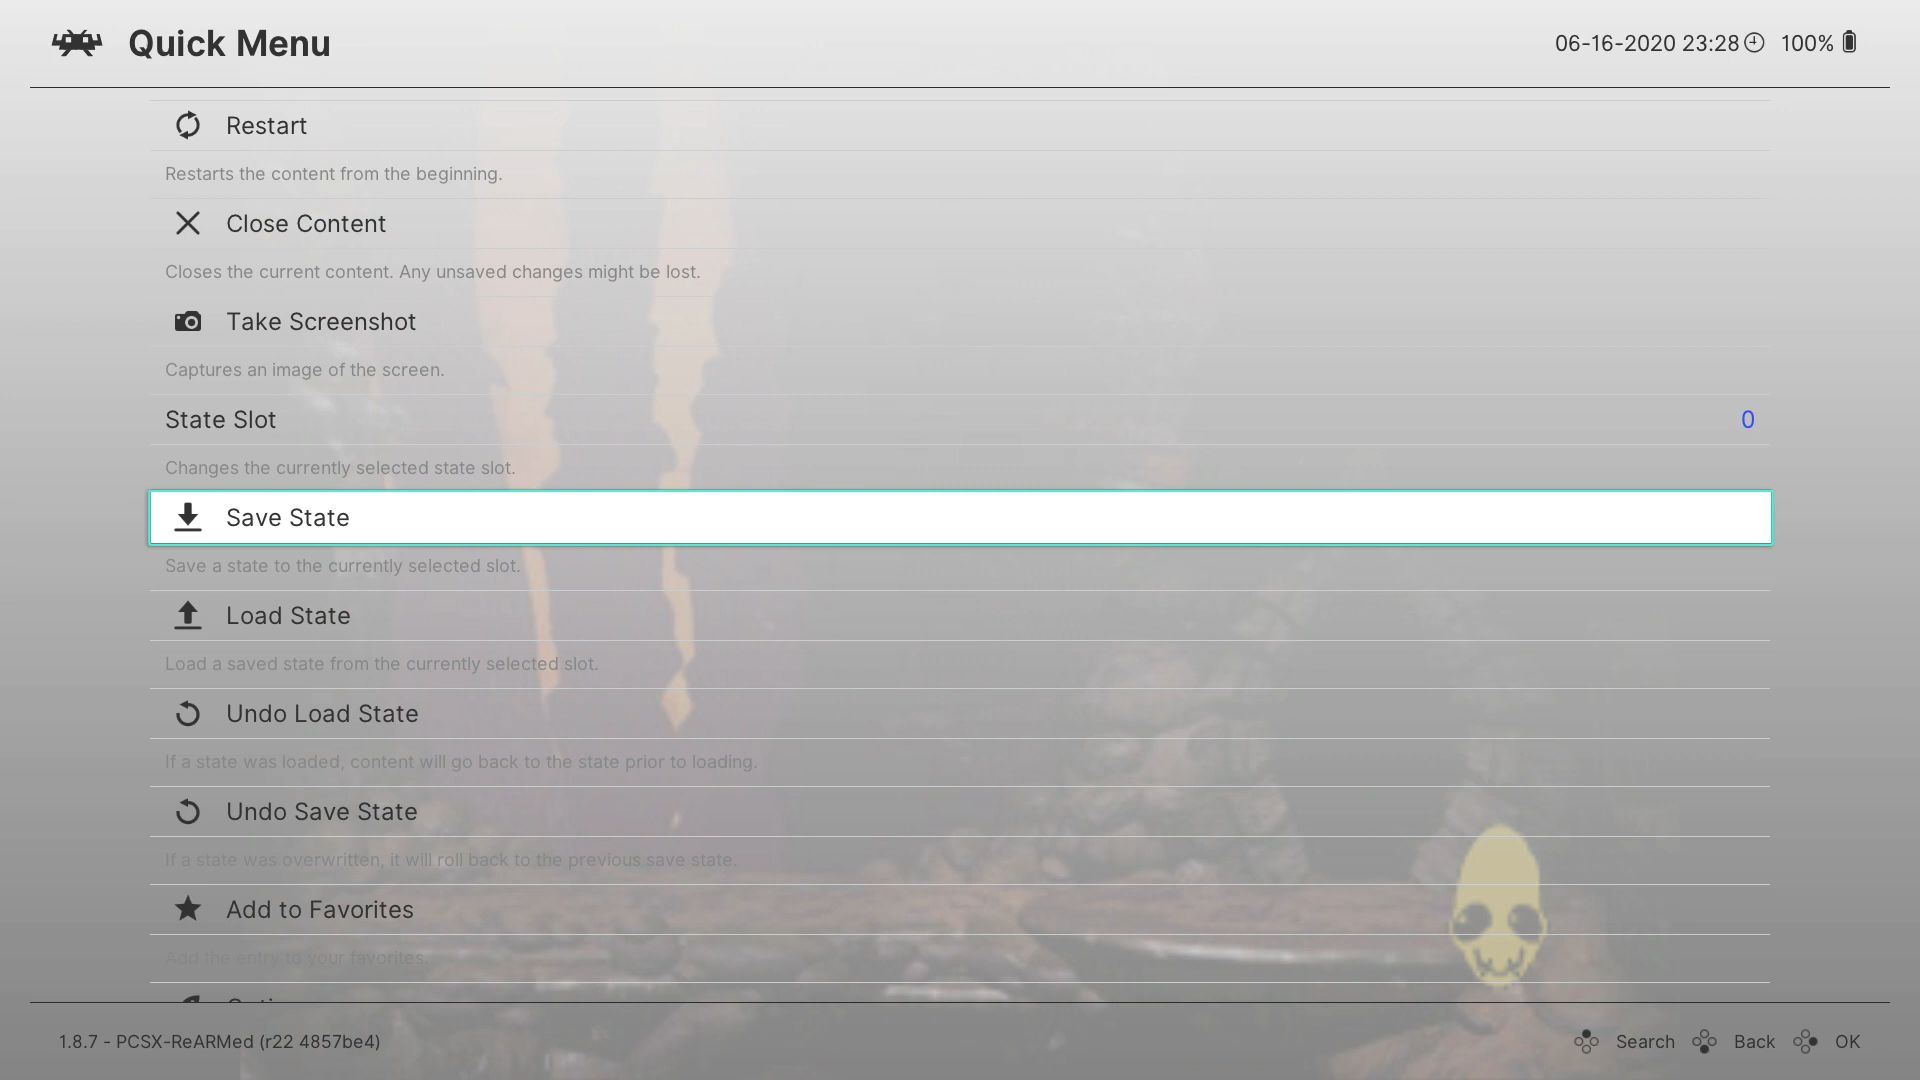 Quick Menu
06-16-2020 23:28 100%
Restart
Restarts the content from the beginning.
Close Content
Closes the current content. Any unsaved changes might be lost.
Take Screenshot
Captures an image of the screen.
State Slot 0
Changes the currently selected state slot.
Save State
Save a state to the currently selected slot.
Load State
Load a saved state from the currently selected slot.
Undo Load State
If a state was loaded, content will go back to the state prior to loading.
Undo Save State
If a state was overwritten, it will roll back to the previous save state.
Add to Favorites
Add the entry to your favorites.
1.8.7 - PCSX-ReARMed (r22 4857be4)
Search Back OK